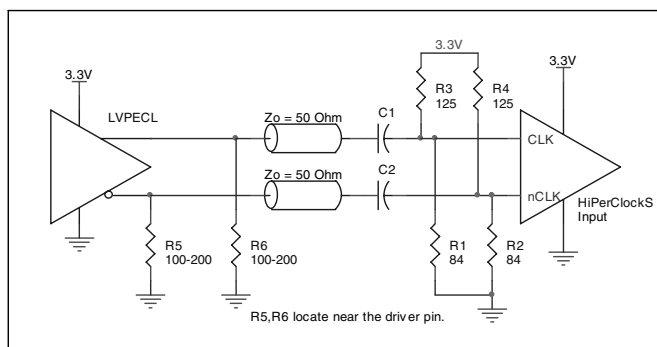 3.3V
3.3V
3.3V
R3
125
R4
125
LVPECL
Zo = 50 Ohm
C1
CLK
Zo = 50 Ohm
C2
nCLK
HiPerClockS
Input
R5
100-200
R6
100-200
R1
84
R2
84
R5,R6 locate near the driver pin.